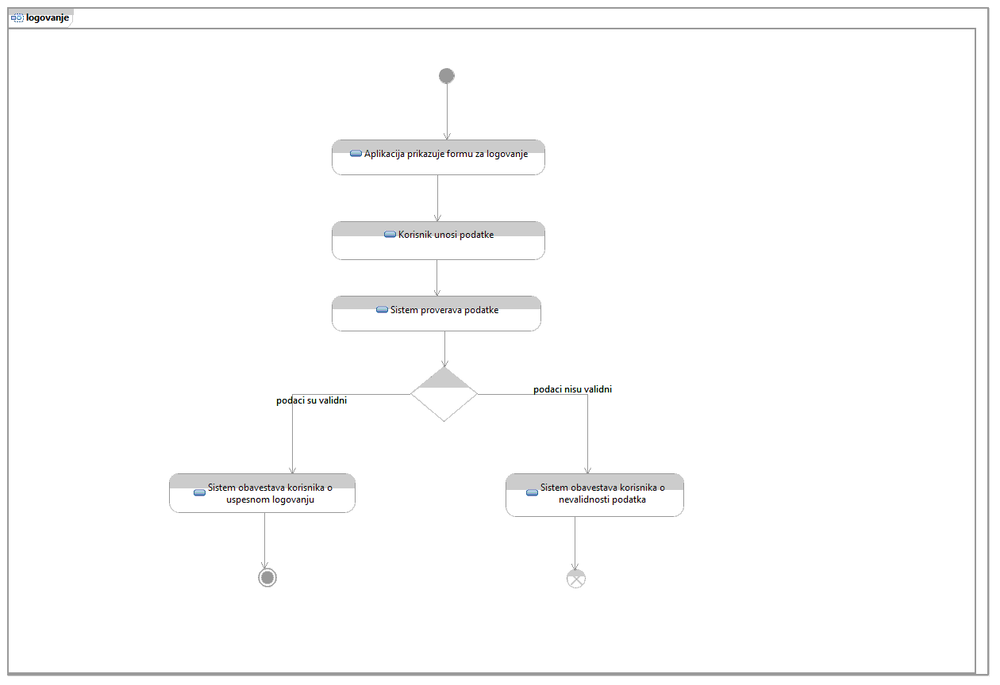 logovanje
Aplikacija prikazuje formu za logovanje
Korisnik unosi podatke
Sistem proverava podatke
podaci su validni
podaci nisu validni
Sistem obavestava korisnika o
uspesnom logovanju
Sistem obavestava korisnika o
nevalidnosti podatka